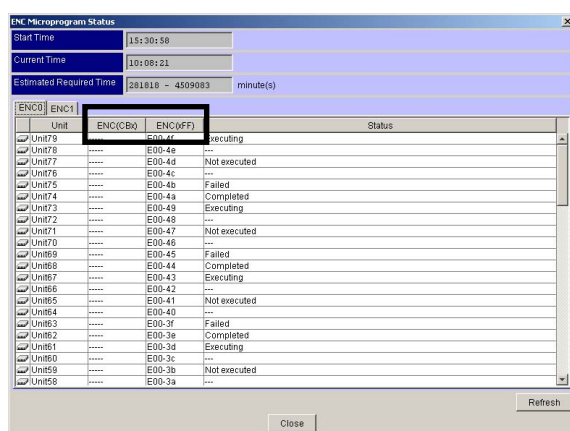 ENC Microprogram Status
Start Time 15:30:58
Current Time 10:08:21
Estimated Required Time 281818 - 4509083 minute(s)
ENC0 ENC1
Unit ENC(CBx) ENC(xFF) Status
Unit79 ----- E00-4f Executing
Unit78 ----- E00-4e ---
Unit77 ----- E00-4d Not executed
Unit76 ----- E00-4c ---
Unit75 ----- E00-4b Failed
Unit74 ----- E00-4a Completed
Unit73 ----- E00-49 Executing
Unit72 ----- E00-48 ---
Unit71 ----- E00-47 Not executed
Unit70 ----- E00-46 ---
Unit69 ----- E00-45 Failed
Unit68 ----- E00-44 Completed
Unit67 ----- E00-43 Executing
Unit66 ----- E00-42 ---
Unit65 ----- E00-41 Not executed
Unit64 ----- E00-40 ---
Unit63 ----- E00-3f Failed
Unit62 ----- E00-3e Completed
Unit61 ----- E00-3d Executing
Unit60 ----- E00-3c ---
Unit59 ----- E00-3b Not executed
Unit58 ----- E00-3a ---
Refresh
Close